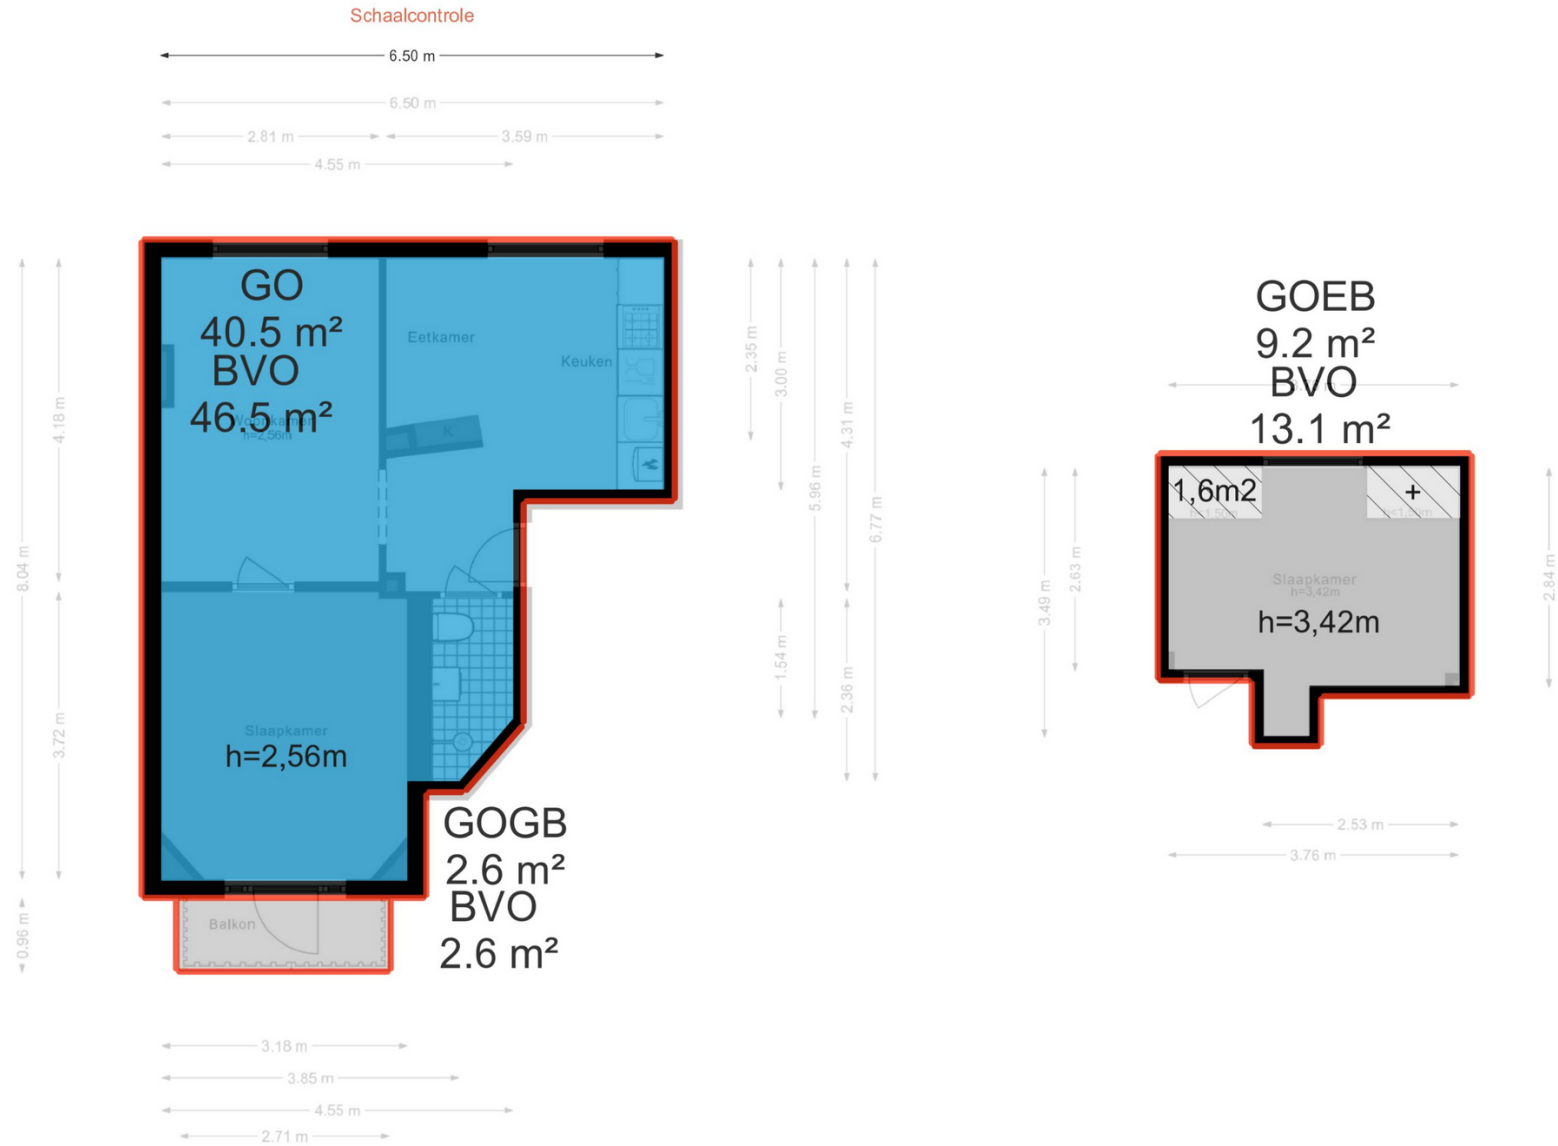 Schaalcontrole
6.50 m
6.50 m
2.81 m
3.59 m
4.55 m
GO
40.5 m²
BVO
46.5 m²
Woonkamer
h=2,56m
Eetkamer
Keuken
K
Slaapkamer
h=2,56m
Balkon
GOGB
2.6 m²
BVO
2.6 m²
8.04 m
4.18 m
3.72 m
0.96 m
2.35 m
3.00 m
5.96 m
4.31 m
6.77 m
1.54 m
2.36 m
3.18 m
3.85 m
4.55 m
2.71 m
GOEB
9.2 m²
BVO
13.1 m²
1,6m2
+
Slaapkamer
h=3,42m
h=3,42m
3.49 m
2.63 m
2.84 m
2.53 m
3.76 m